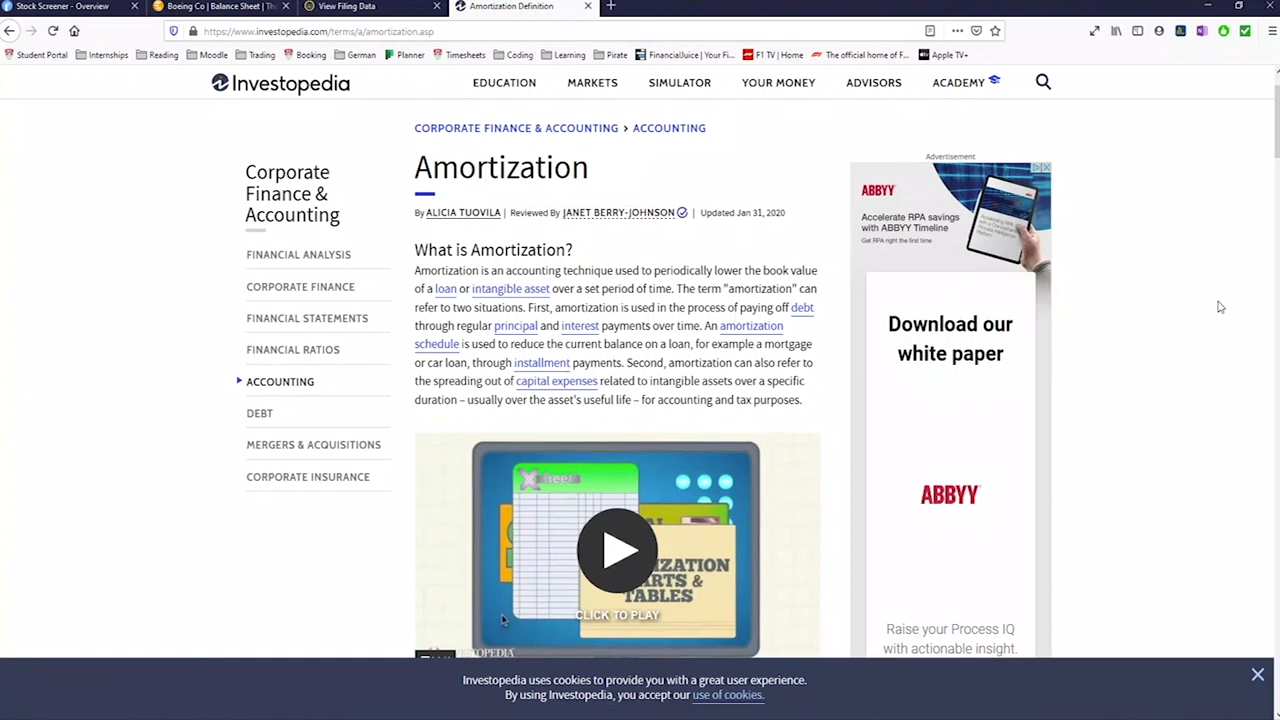 Stock Screener - Overview
Boeing Co | Balance Sheet | Th
View Filing Data
Amortization Definition
https://www.investopedia.com/terms/a/amortization.asp
Student Portal Internships Reading Moodle Trading Booking German Planner Timesheets Coding Learning Pirate FinancialJuice | Your Fi... F1 TV | Home The official home of F... Apple TV+
Investopedia
EDUCATION MARKETS SIMULATOR YOUR MONEY ADVISORS ACADEMY
CORPORATE FINANCE & ACCOUNTING › ACCOUNTING
Corporate
Finance &
Accounting
FINANCIAL ANALYSIS
CORPORATE FINANCE
FINANCIAL STATEMENTS
FINANCIAL RATIOS
ACCOUNTING
DEBT
MERGERS & ACQUISITIONS
CORPORATE INSURANCE
Amortization
By ALICIA TUOVILA | Reviewed By JANET BERRY-JOHNSON | Updated Jan 31, 2020
What is Amortization?
Amortization is an accounting technique used to periodically lower the book value
of a loan or intangible asset over a set period of time. The term "amortization" can
refer to two situations. First, amortization is used in the process of paying off debt
through regular principal and interest payments over time. An amortization
schedule is used to reduce the current balance on a loan, for example a mortgage
or car loan, through installment payments. Second, amortization can also refer to
the spreading out of capital expenses related to intangible assets over a specific
duration – usually over the asset's useful life – for accounting and tax purposes.
Xsheets
IZATION
ARTS &
TABLES
CLICK TO PLAY
Advertisement
ABBYY
Accelerate RPA savings
with ABBYY Timeline
Get RPA right the first time
Download our
white paper
ABBYY
Raise your Process IQ
with actionable insight.
Investopedia uses cookies to provide you with a great user experience.
By using Investopedia, you accept our use of cookies.